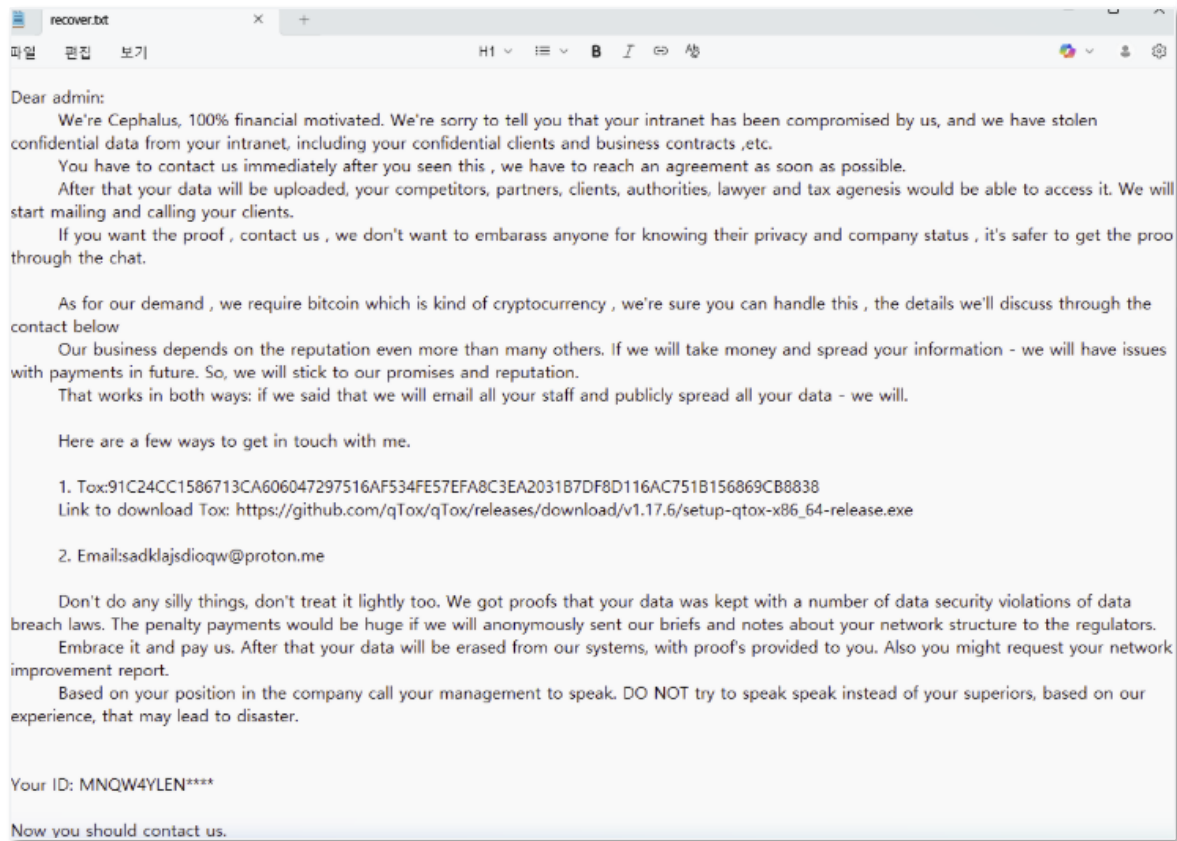 recover.txt
파일 편집 보기 H1 B I
Dear admin:
We're Cephalus, 100% financial motivated. We're sorry to tell you that your intranet has been compromised by us, and we have stolen
confidential data from your intranet, including your confidential clients and business contracts ,etc.
You have to contact us immediately after you seen this , we have to reach an agreement as soon as possible.
After that your data will be uploaded, your competitors, partners, clients, authorities, lawyer and tax agenesis would be able to access it. We will
start mailing and calling your clients.
If you want the proof , contact us , we don't want to embarass anyone for knowing their privacy and company status , it's safer to get the proo
through the chat.
As for our demand , we require bitcoin which is kind of cryptocurrency , we're sure you can handle this , the details we'll discuss through the
contact below
Our business depends on the reputation even more than many others. If we will take money and spread your information - we will have issues
with payments in future. So, we will stick to our promises and reputation.
That works in both ways: if we said that we will email all your staff and publicly spread all your data - we will.
Here are a few ways to get in touch with me.
1. Tox:91C24CC1586713CA606047297516AF534FE57EFA8C3EA2031B7DF8D116AC751B156869CB8838
Link to download Tox: https://github.com/qTox/qTox/releases/download/v1.17.6/setup-qtox-x86_64-release.exe
2. Email:sadklajsdioqw@proton.me
Don't do any silly things, don't treat it lightly too. We got proofs that your data was kept with a number of data security violations of data
breach laws. The penalty payments would be huge if we will anonymously sent our briefs and notes about your network structure to the regulators.
Embrace it and pay us. After that your data will be erased from our systems, with proof's provided to you. Also you might request your network
improvement report.
Based on your position in the company call your management to speak. DO NOT try to speak speak instead of your superiors, based on our
experience, that may lead to disaster.
Your ID: MNQW4YLEN****
Now you should contact us.